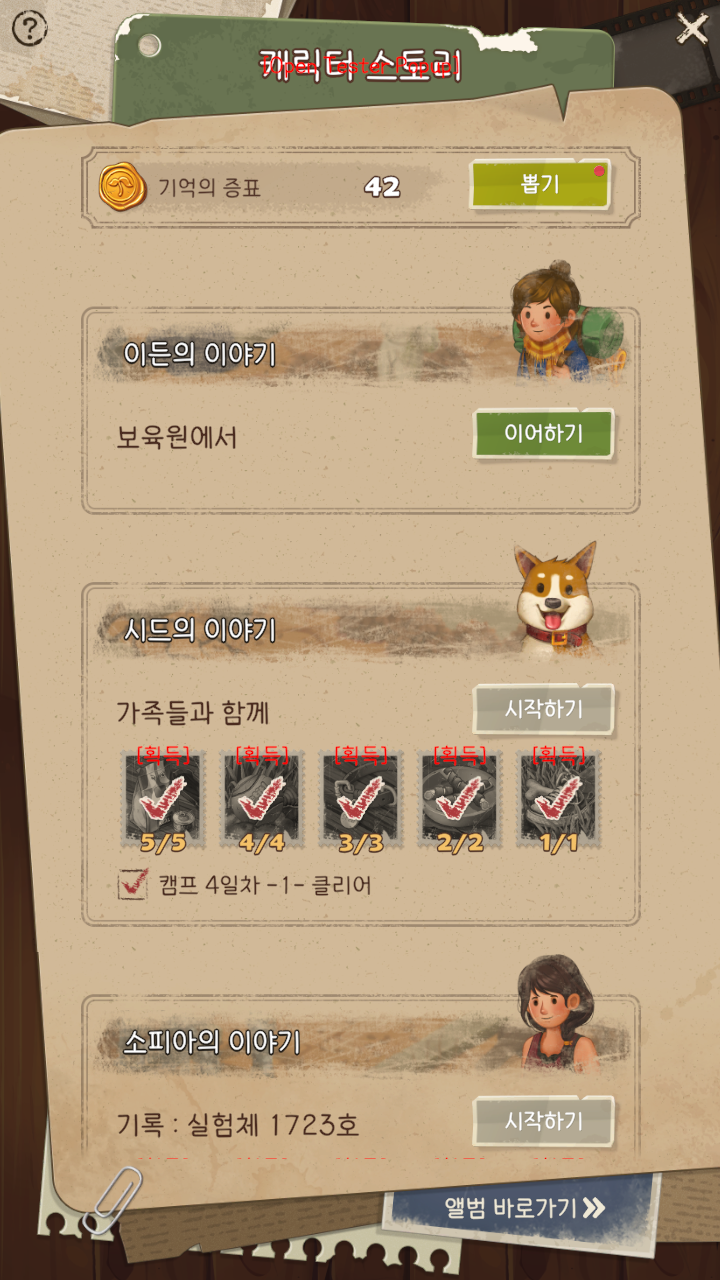 ?
캐릭터 스토리
[Open Tester Popup]
기억의 증표 42 뽑기
이든의 이야기
보육원에서 이어하기
시드의 이야기
가족들과 함께 시작하기
[획득] [획득] [획득] [획득] [획득]
5/5 4/4 3/3 2/2 1/1
캠프 4일차 -1- 클리어
소피아의 이야기
기록 : 실험체 1723호 시작하기
앨범 바로가기